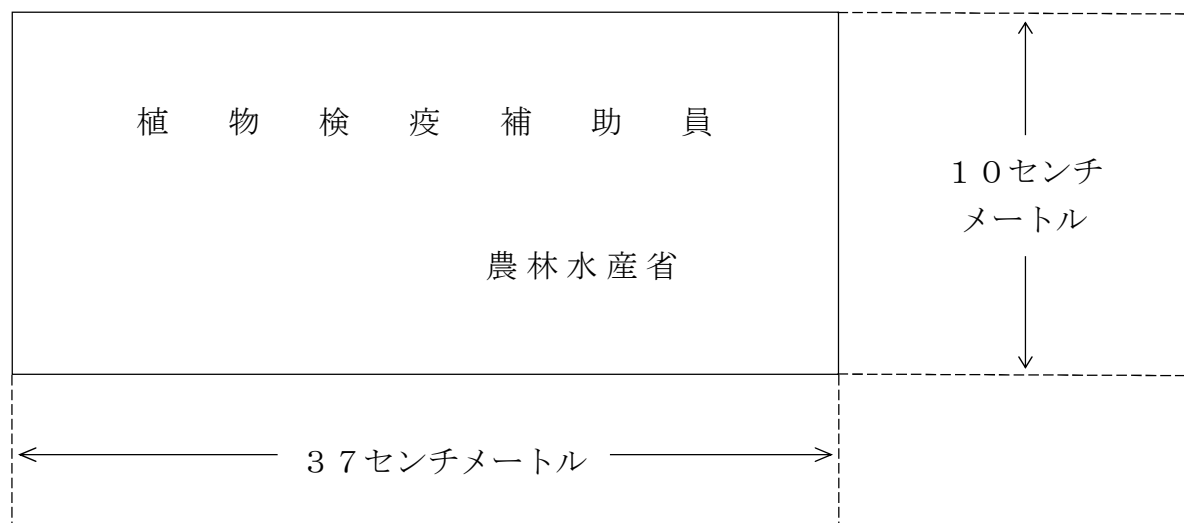 植物検疫補助員
農林水産省
１０センチ
メートル
３７センチメートル